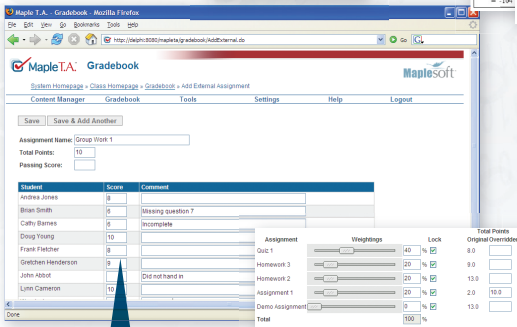 Maple T.A. - Gradebook - Mozilla Firefox
File Edit View Go Bookmarks Tools Help
http://delphi:8080/mapleta/gradebook/AddExternal.do Go
MapleT.A. Gradebook
Maplesoft
System Homepage » Class Homepage » Gradebook » Add External Assignment
Content Manager Gradebook Tools Settings Help Logout
Save Save & Add Another
Assignment Name: Group Work 1
Total Points: 10
Passing Score:
Student Score Comment
Andrea Jones 8
Brian Smith 6 Missing question 7
Cathy Barnes 6 Incomplete
Doug Young 10
Frank Fletcher 8
Gretchen Henderson 9
John Abbot Did not hand in
Lynn Cameron 10
Done
Total Points
Assignment Weightings Lock Original Overridden
Quiz 1 40 % 8.0
Homework 3 20 % 9.0
Homework 2 20 % 13.0
Assignment 1 20 % 2.0 10.0
Demo Assignment 0 % 13.0
Total 100 %